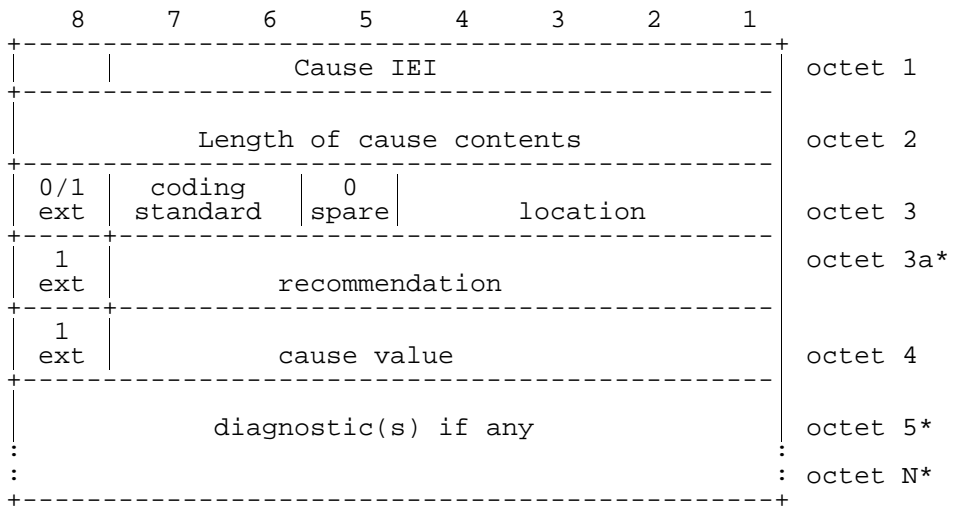 8 7 6 5 4 3 2 1
Cause IEI octet 1
Length of cause contents octet 2
0/1 coding 0
ext standard spare location octet 3
1 octet 3a*
ext recommendation
1
ext cause value octet 4
diagnostic(s) if any octet 5*
: :
: : octet N*